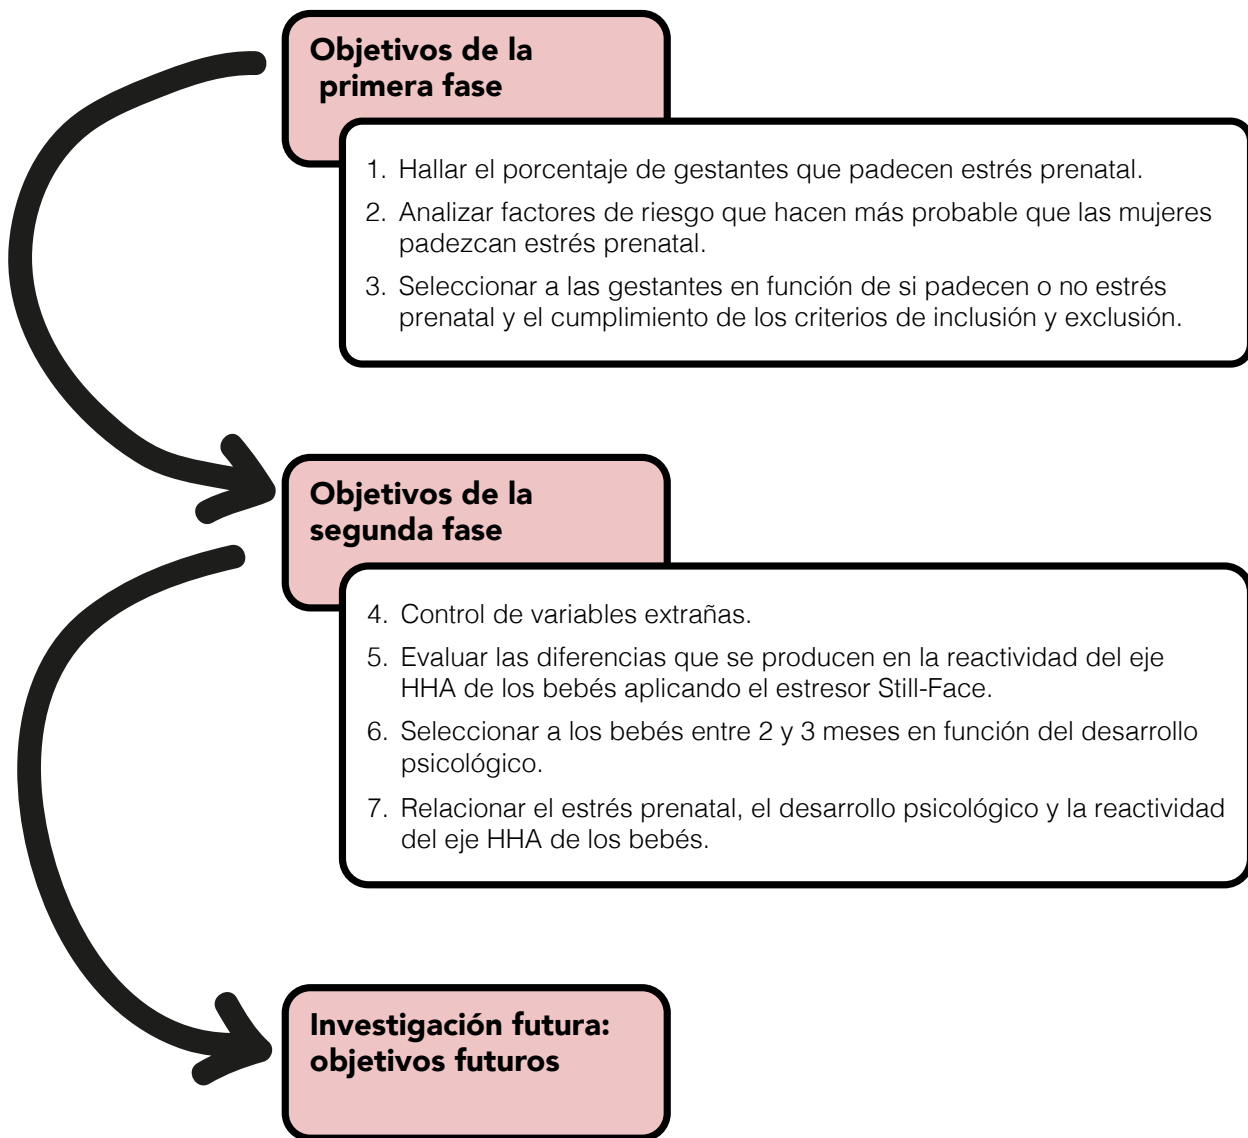 Objetivos de la
primera fase
1. Hallar el porcentaje de gestantes que padecen estrés prenatal.
2. Analizar factores de riesgo que hacen más probable que las mujeres
padezcan estrés prenatal.
3. Seleccionar a las gestantes en función de si padecen o no estrés
prenatal y el cumplimiento de los criterios de inclusión y exclusión.
Objetivos de la
segunda fase
4. Control de variables extrañas.
5. Evaluar las diferencias que se producen en la reactividad del eje
HHA de los bebés aplicando el estresor Still-Face.
6. Seleccionar a los bebés entre 2 y 3 meses en función del desarrollo
psicológico.
7. Relacionar el estrés prenatal, el desarrollo psicológico y la reactividad
del eje HHA de los bebés.
Investigación futura:
objetivos futuros